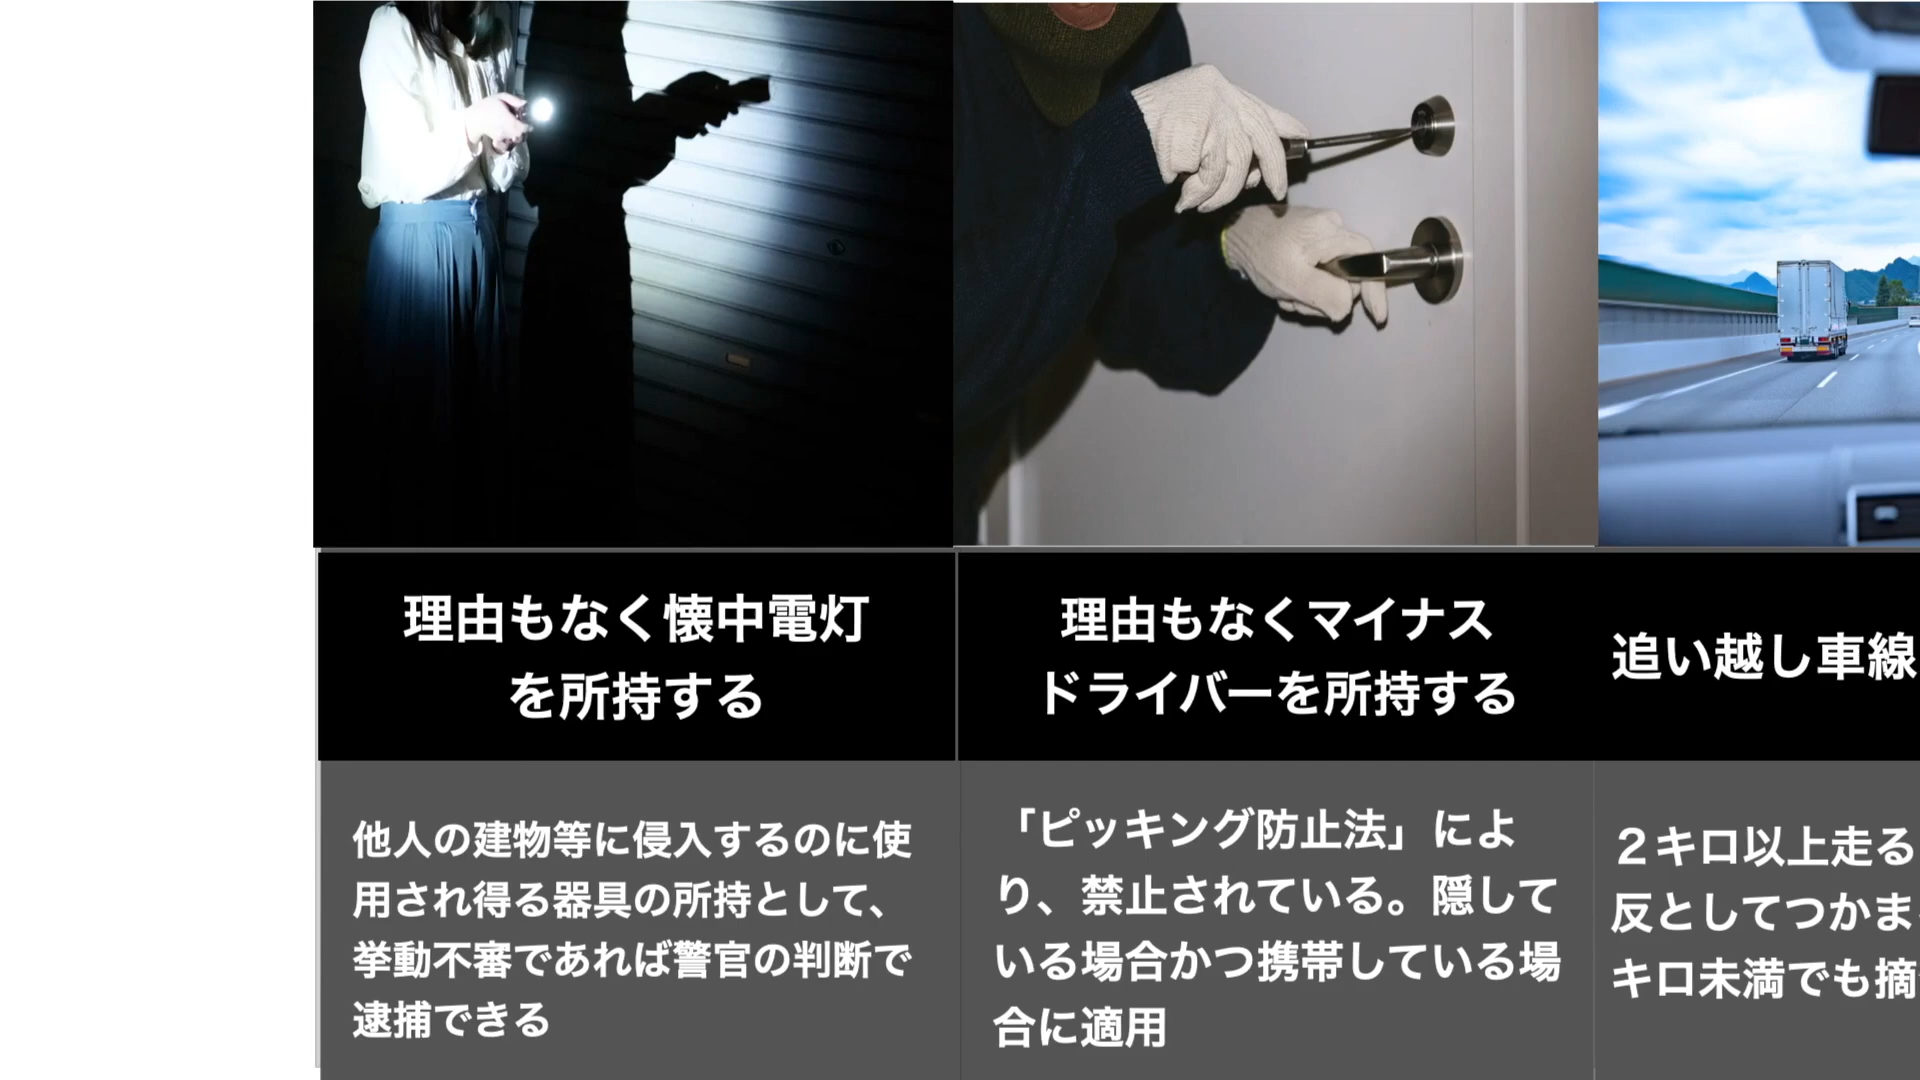 理由もなく懐中電灯
を所持する
他人の建物等に侵入するのに使
用され得る器具の所持として、
挙動不審であれば警官の判断で
逮捕できる
理由もなくマイナス
ドライバーを所持する
「ピッキング防止法」によ
り、禁止されている。隠して
いる場合かつ携帯している場
合に適用
追い越し車線
２キロ以上走る
反としてつかま
キロ未満でも摘